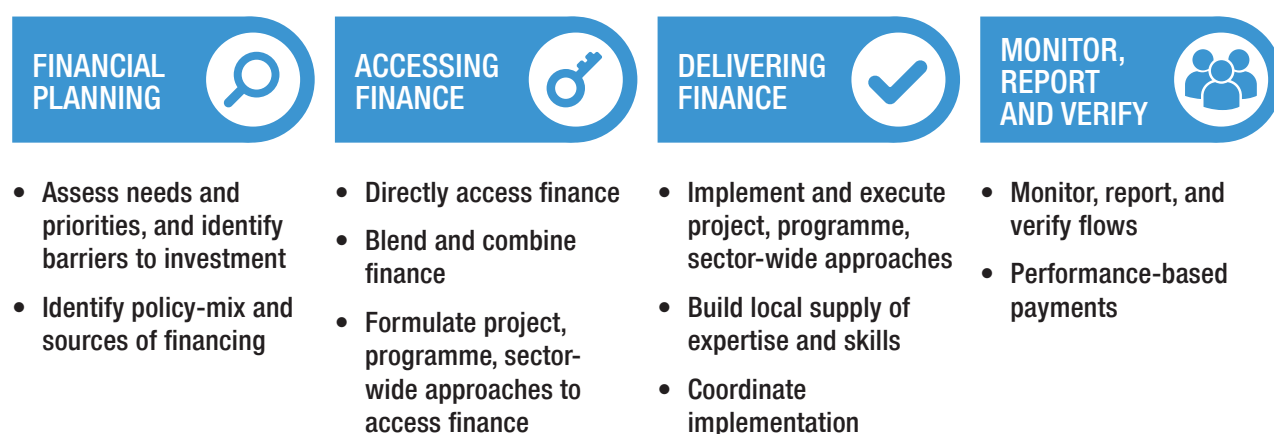 FINANCIAL
PLANNING
• Assess needs and
priorities, and identify
barriers to investment
• Identify policy-mix and
sources of financing
ACCESSING
FINANCE
• Directly access finance
• Blend and combine
finance
• Formulate project,
programme, sector-
wide approaches to
access finance
DELIVERING
FINANCE
• Implement and execute
project, programme,
sector-wide approaches
• Build local supply of
expertise and skills
• Coordinate
implementation
MONITOR,
REPORT
AND VERIFY
• Monitor, report, and
verify flows
• Performance-based
payments